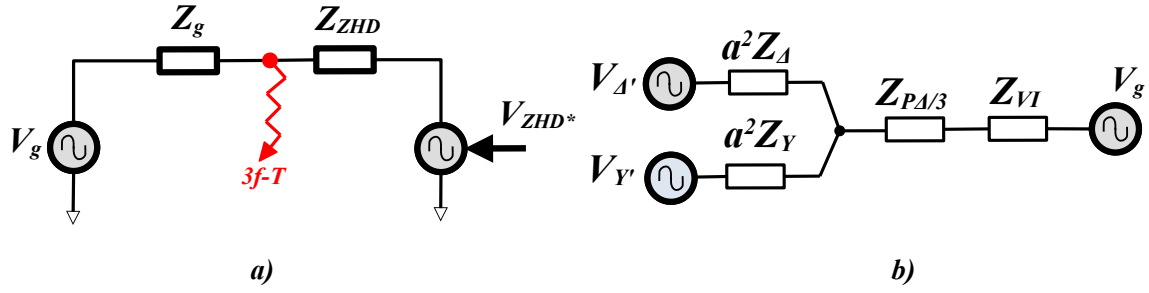 Z_g
Z_ZHD
V_g
V_ZHD*
3f-T
a)
a²Z_Δ
V_Δ'
Z_PΔ/3
Z_VI
V_g
a²Z_Y
V_Y'
b)